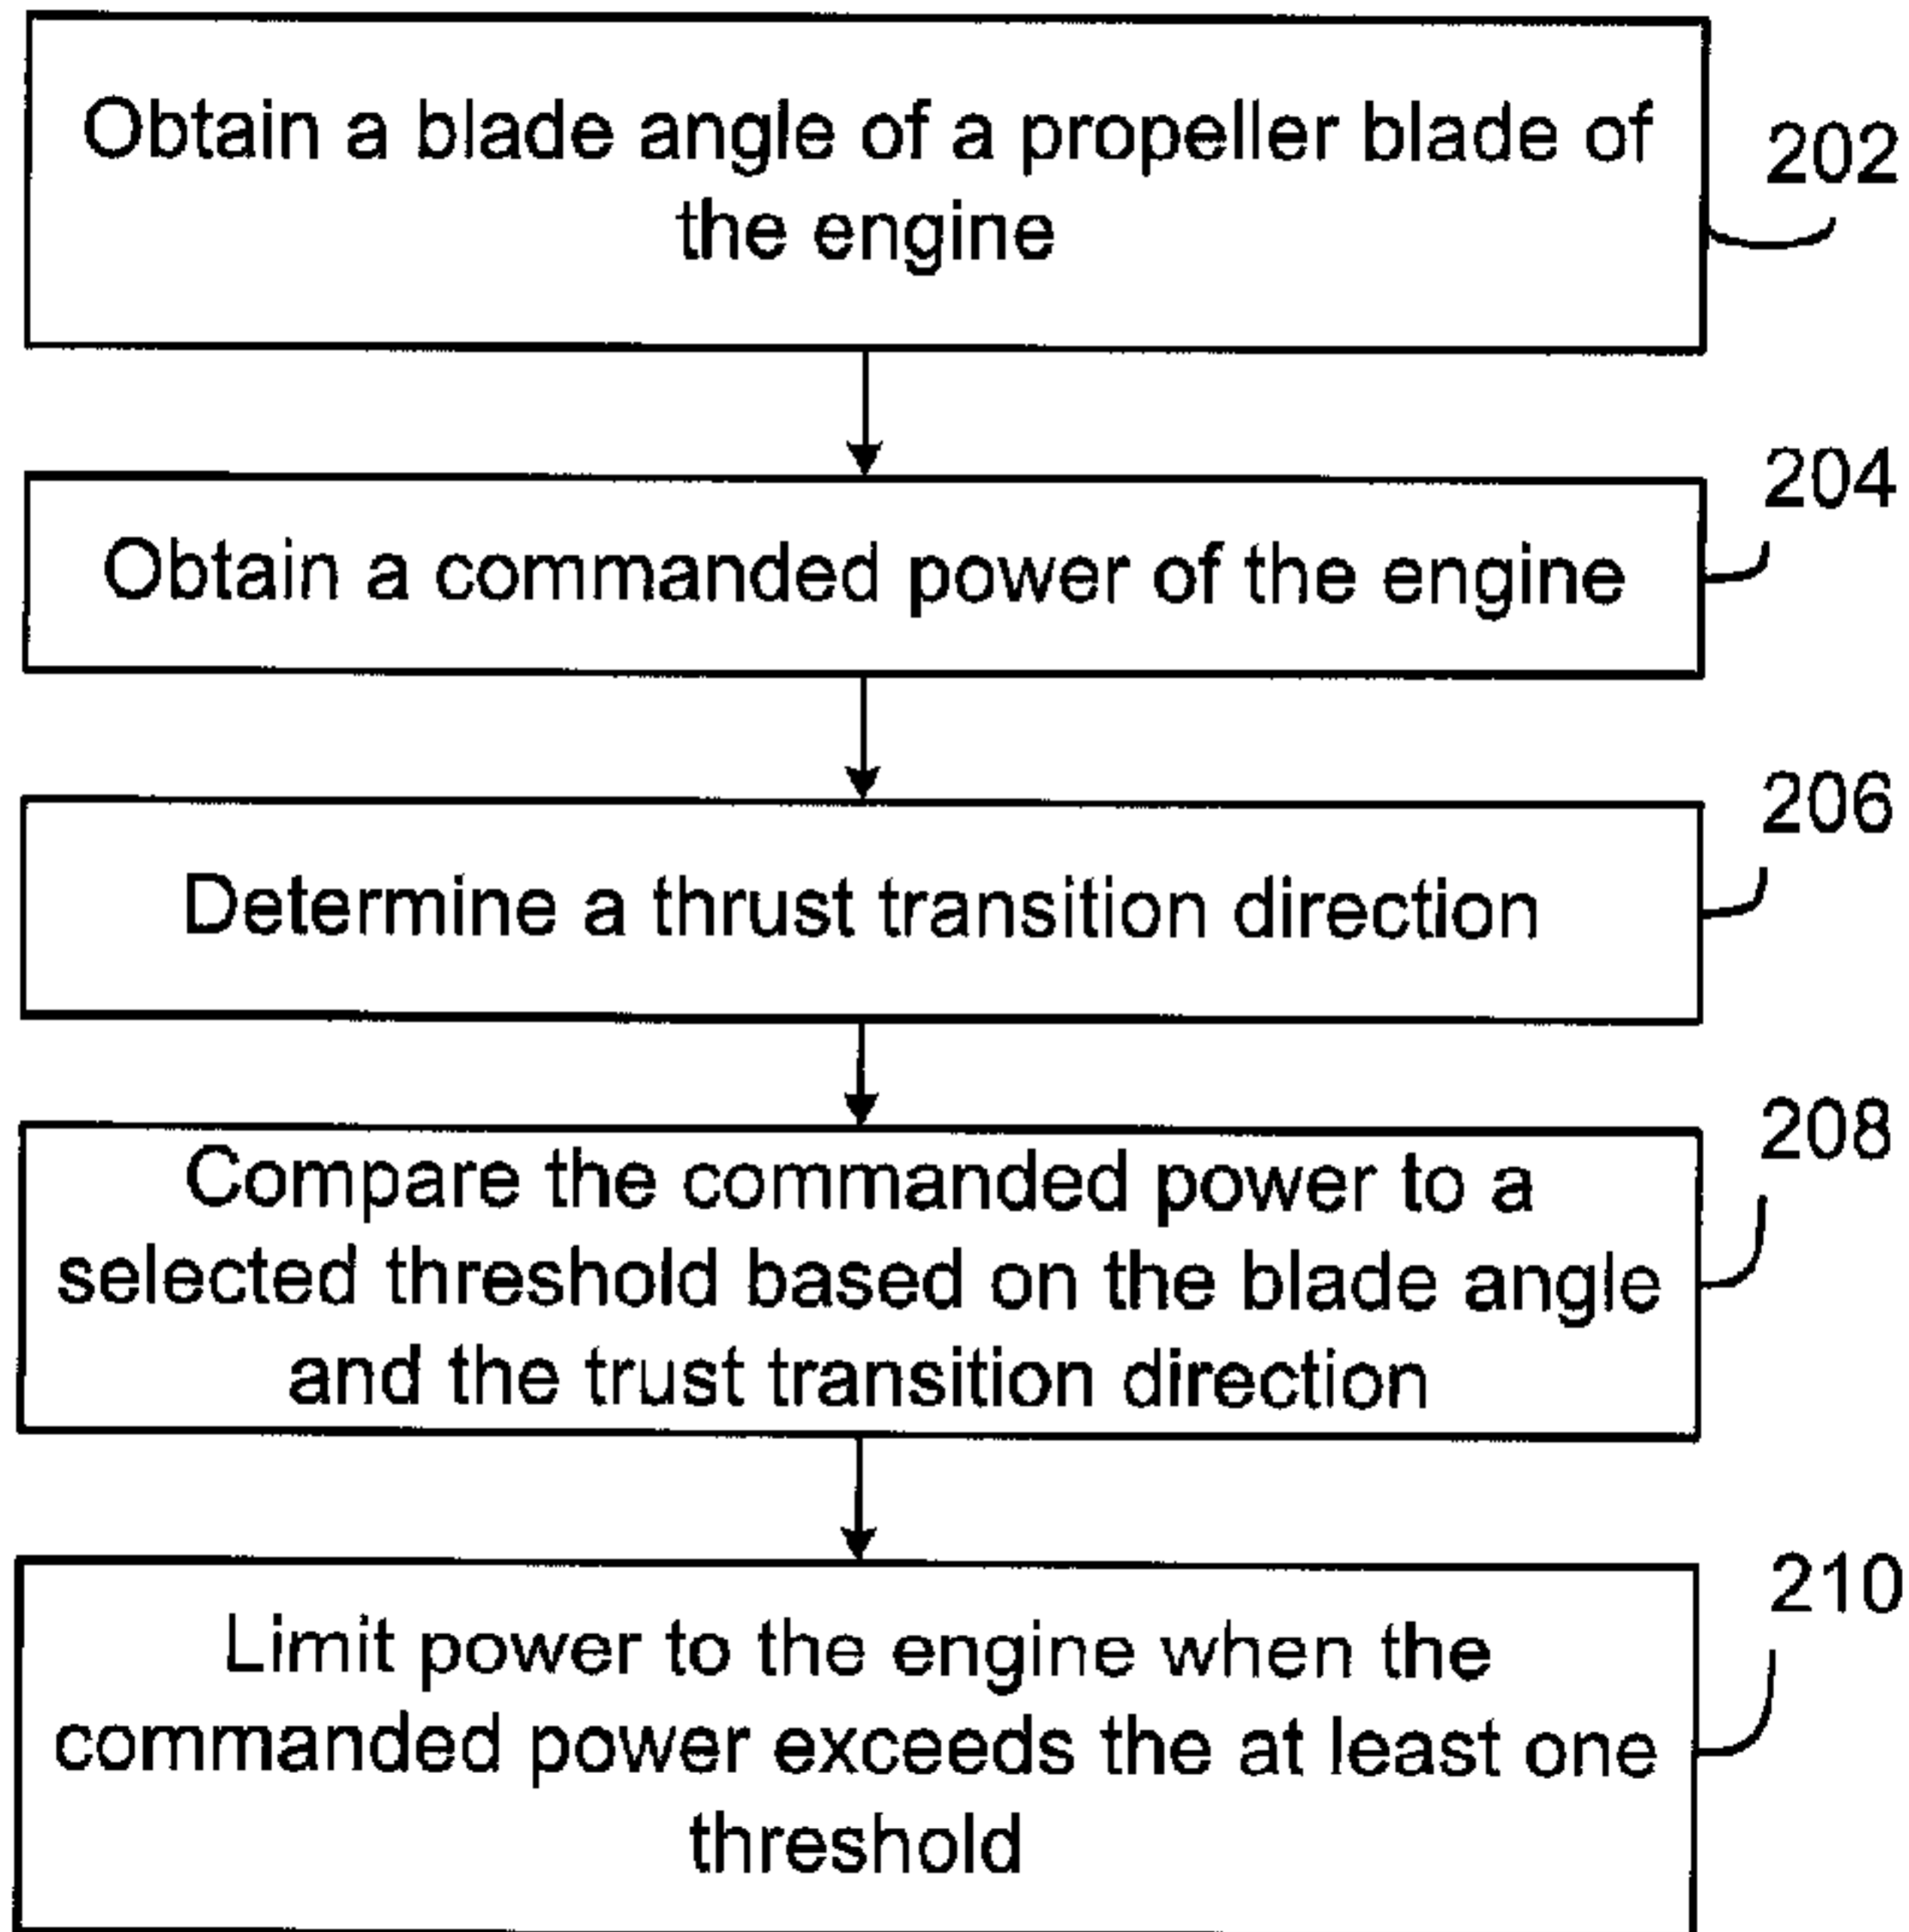 Obtain a blade angle of a propeller blade of
the engine
202
204
Obtain a commanded power of the engine
206
Determine a thrust transition direction
208
Compare the commanded power to a
selected threshold based on the blade angle
and the trust transition direction
210
Limit power to the engine when the
commanded power exceeds the at least one
threshold